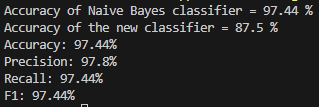 Accuracy of Naive Bayes classifier = 97.44 %
Accuracy of the new classifier = 87.5 %
Accuracy: 97.44%
Precision: 97.8%
Recall: 97.44%
F1: 97.44%